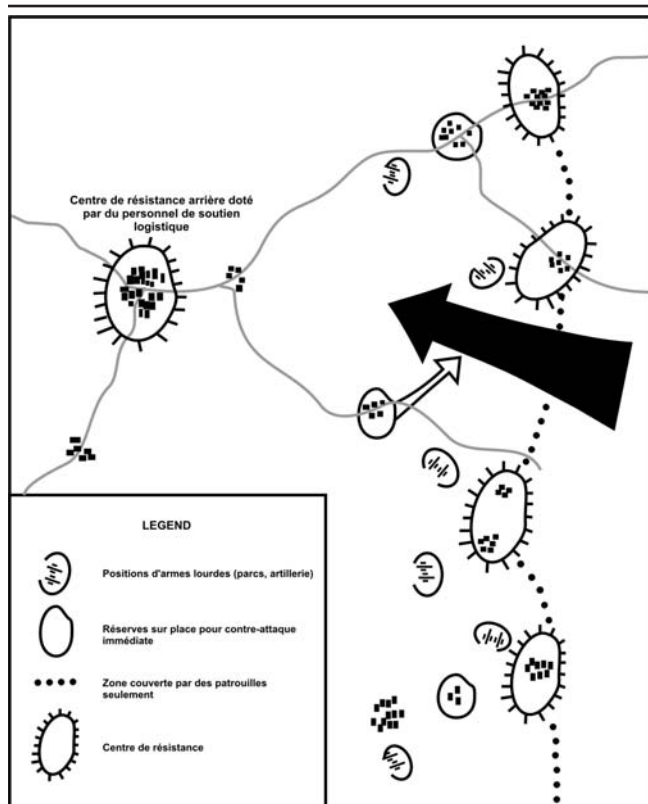 Centre de résistance arrière doté
par du personnel de soutien
logistique
LEGEND
Positions d'armes lourdes (parcs, artillerie)
Réserves sur place pour contre-attaque
immédiate
Zone couverte par des patrouilles
seulement
Centre de résistance